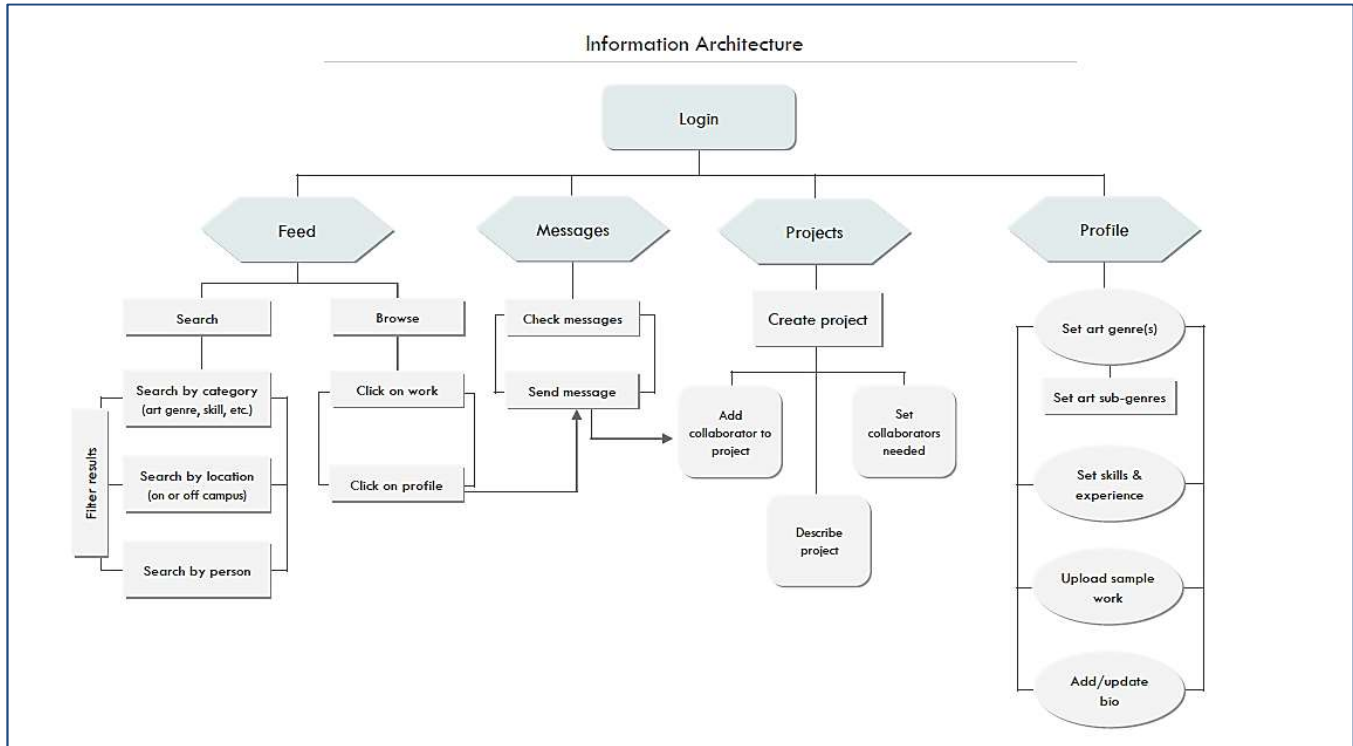 Information Architecture
Login
Feed
Messages
Projects
Profile
Search
Browse
Check messages
Create project
Set art genre(s)
Search by category
(art genre, skill, etc.)
Click on work
Send message
Add
collaborator to
project
Set
collaborators
needed
Set art sub-genres
Filter results
Search by location
(on or off campus)
Click on profile
Set skills &
experience
Describe
project
Search by person
Upload sample
work
Add/update
bio